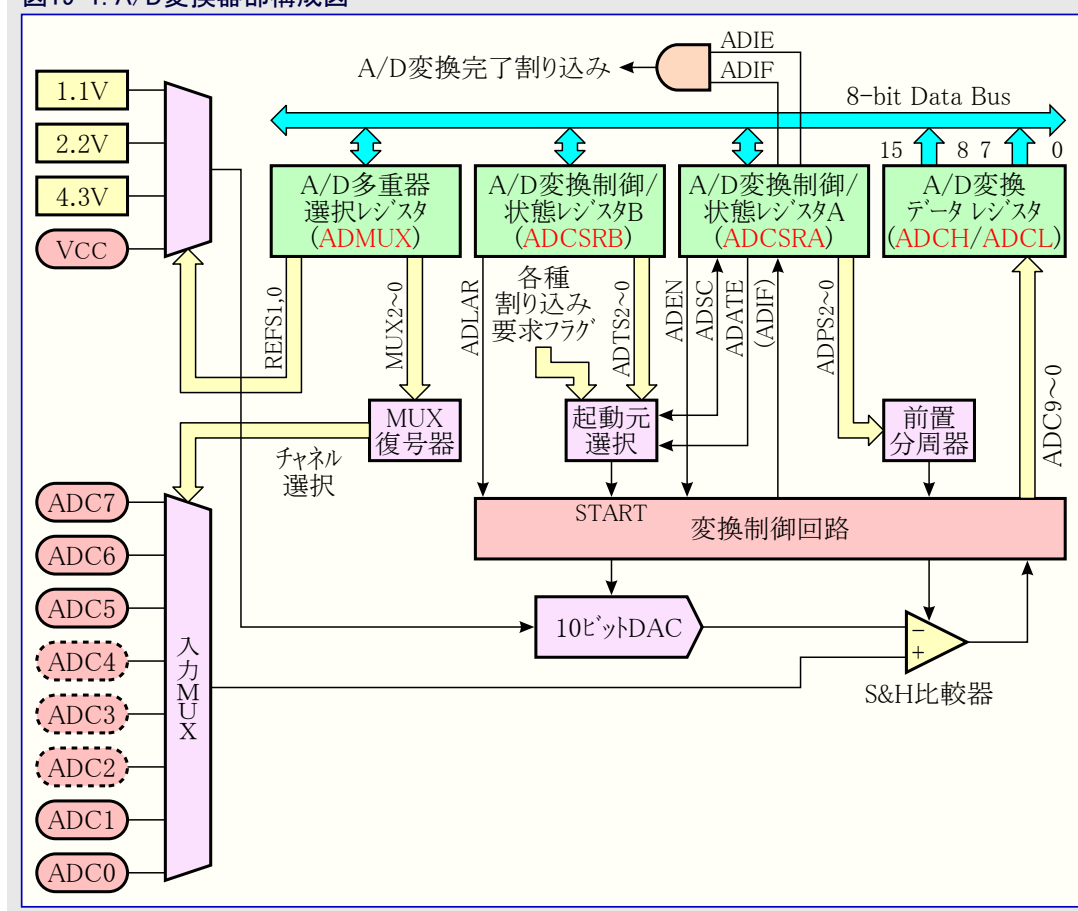 A/D変換完了割り込み
ADIE
ADIF
8-bit Data Bus
15 8 7 0
1.1V
2.2V
4.3V
VCC
A/D多重器
選択レジスタ
(ADMUX)
A/D変換制御/
状態レジスタB
(ADCSRB)
A/D変換制御/
状態レジスタA
(ADCSRA)
A/D変換
データ レジスタ
(ADCH/ADCL)
REFS1,0
MUX2~0
ADLAR
各種
割り込み
要求フラグ
ADTS2~0
ADEN
ADSC
ADATE
(ADIF)
ADPS2~0
ADC9~0
MUX
復号器
起動元
選択
前置
分周器
チャネル
選択
START
変換制御回路
ADC7
ADC6
ADC5
ADC4
ADC3
ADC2
ADC1
ADC0
入力MUX
10ビットDAC
−
+
S&H比較器